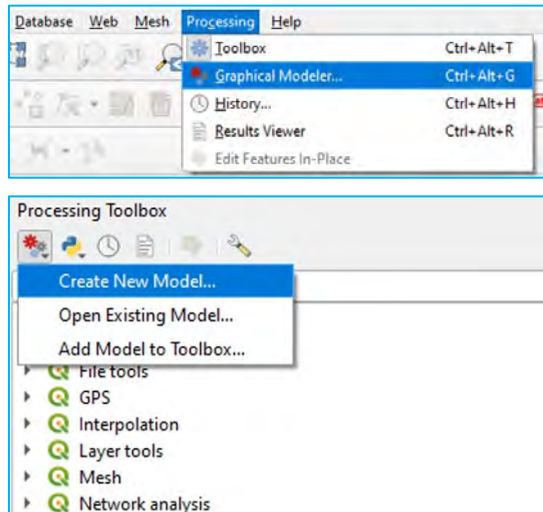 Database Web Mesh Processing Help
Toolbox Ctrl+Alt+T
Graphical Modeler... Ctrl+Alt+G
History... Ctrl+Alt+H
Results Viewer Ctrl+Alt+R
Edit Features In-Place
Processing Toolbox
Create New Model...
Open Existing Model...
Add Model to Toolbox...
File tools
GPS
Interpolation
Layer tools
Mesh
Network analysis